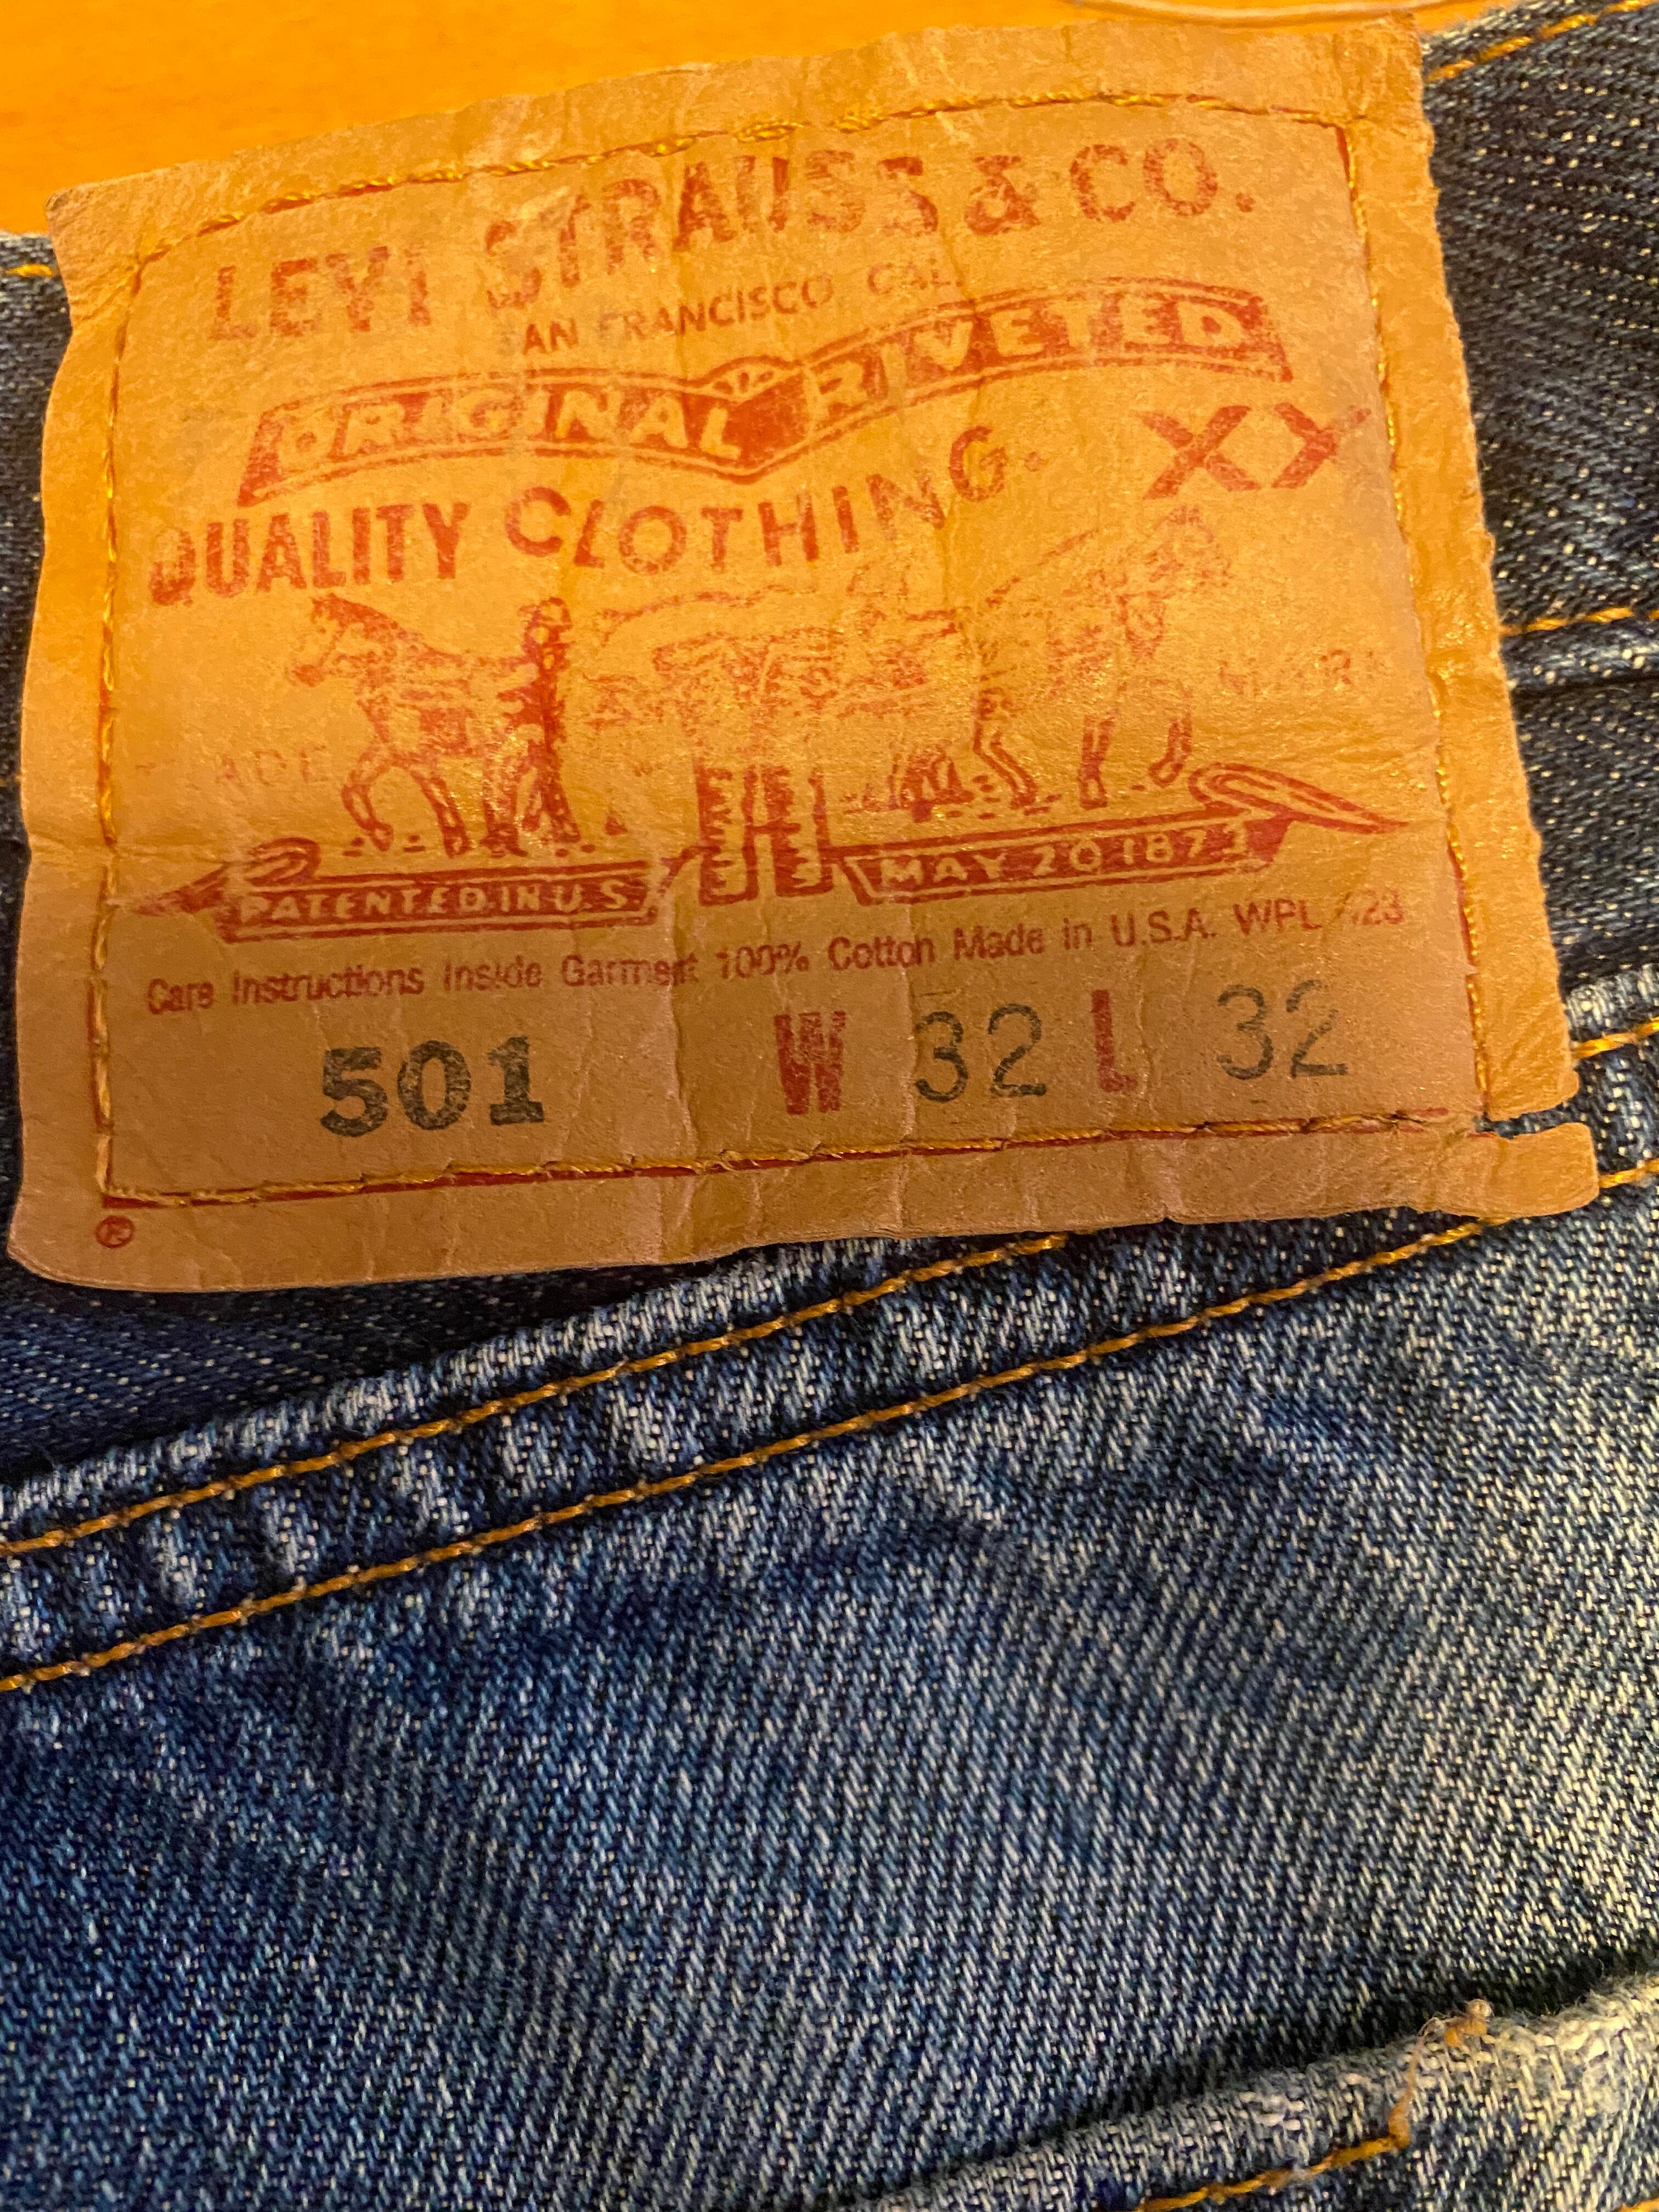 LEVI STRAUSS & CO.
SAN FRANCISCO, CAL.
ORIGINAL RIVETED
QUALITY CLOTHING. XX
PATENTED IN U.S. MAY 20 1873
Care Instructions Inside Garment 100% Cotton Made in U.S.A. WPL 423
501 W 32 L 32
®